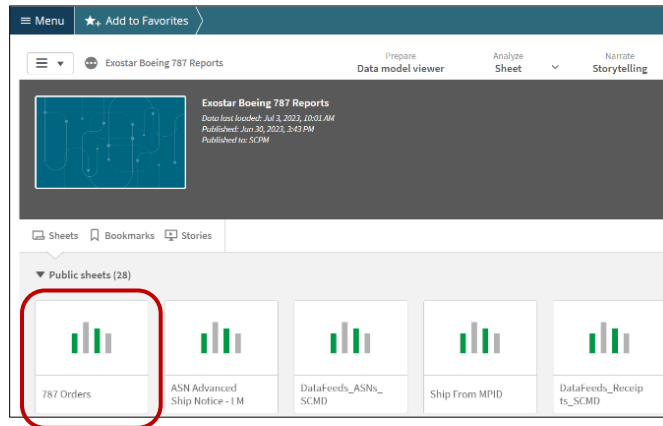 Menu
Add to Favorites
Exostar Boeing 787 Reports
Prepare
Data model viewer
Analyze
Sheet
Narrate
Storytelling
Exostar Boeing 787 Reports
Data last loaded: Jul 3, 2023, 10:01 AM
Published: Jun 30, 2023, 3:43 PM
Published to: SCPM
Sheets
Bookmarks
Stories
Public sheets (28)
787 Orders
ASN Advanced
Ship Notice - LM
DataFeeds_ASNs_
SCMD
Ship From MPID
DataFeeds_Receip
ts_SCMD